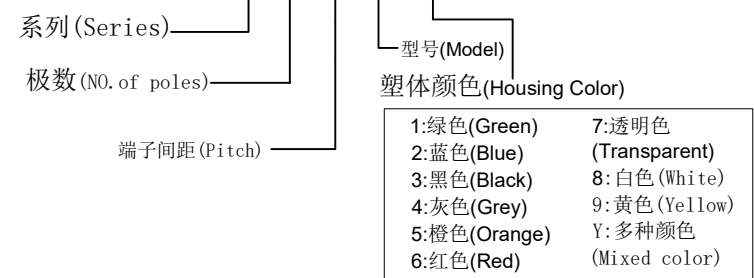 系列(Series)
型号(Model)
极数(NO.of poles)
塑体颜色(Housing Color)
端子间距(Pitch)
1:绿色(Green)
2:蓝色(Blue)
3:黑色(Black)
4:灰色(Grey)
5:橙色(Orange)
6:红色(Red)
7:透明色
(Transparent)
8:白色(White)
9:黄色(Yellow)
Y:多种颜色
(Mixed color)